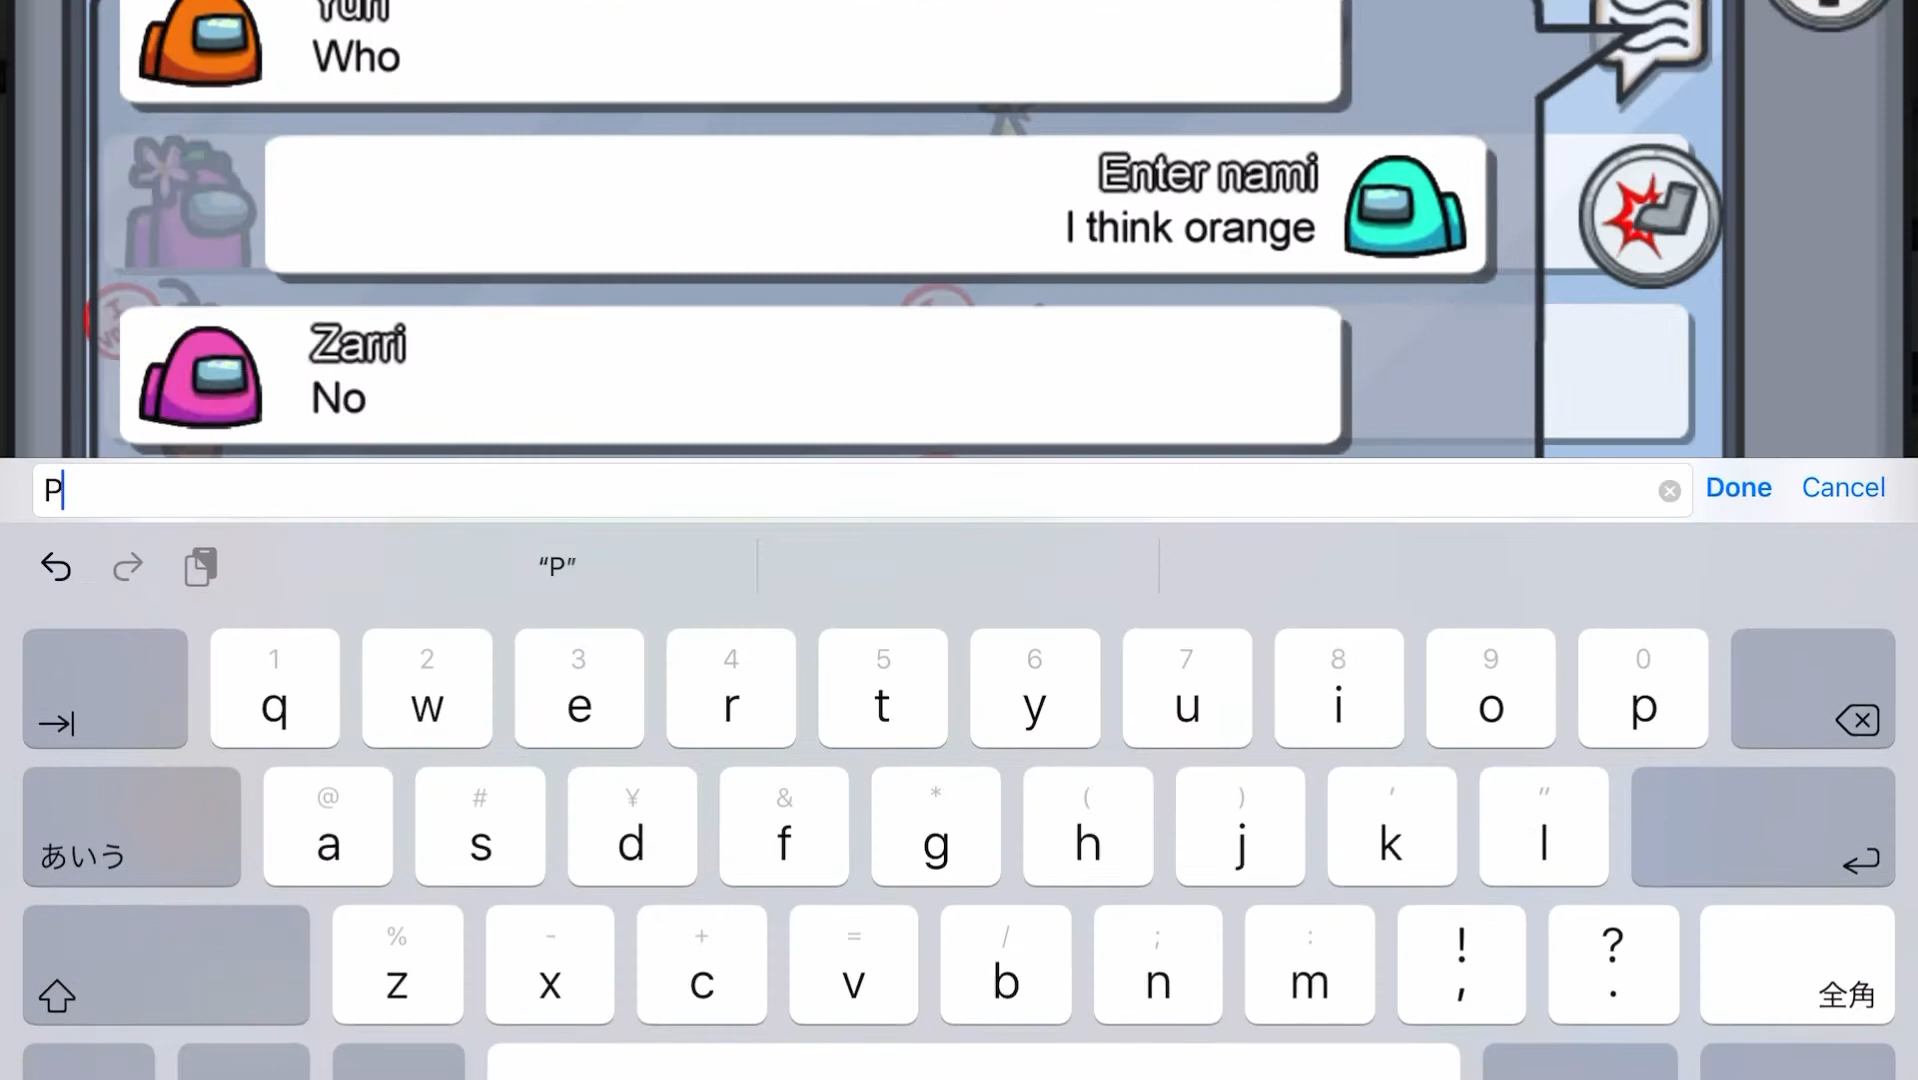 Yuri
Who
Enter nami
I think orange
Zarri
No
P
Done
Cancel
“P”
1 2 3 4 5 6 7 8 9 0
q w e r t y u i o p
@ # ¥ & * ( ) ′ ″
あいう a s d f g h j k l
% - + = / ; : ! ?
z x c v b n m , . 全角